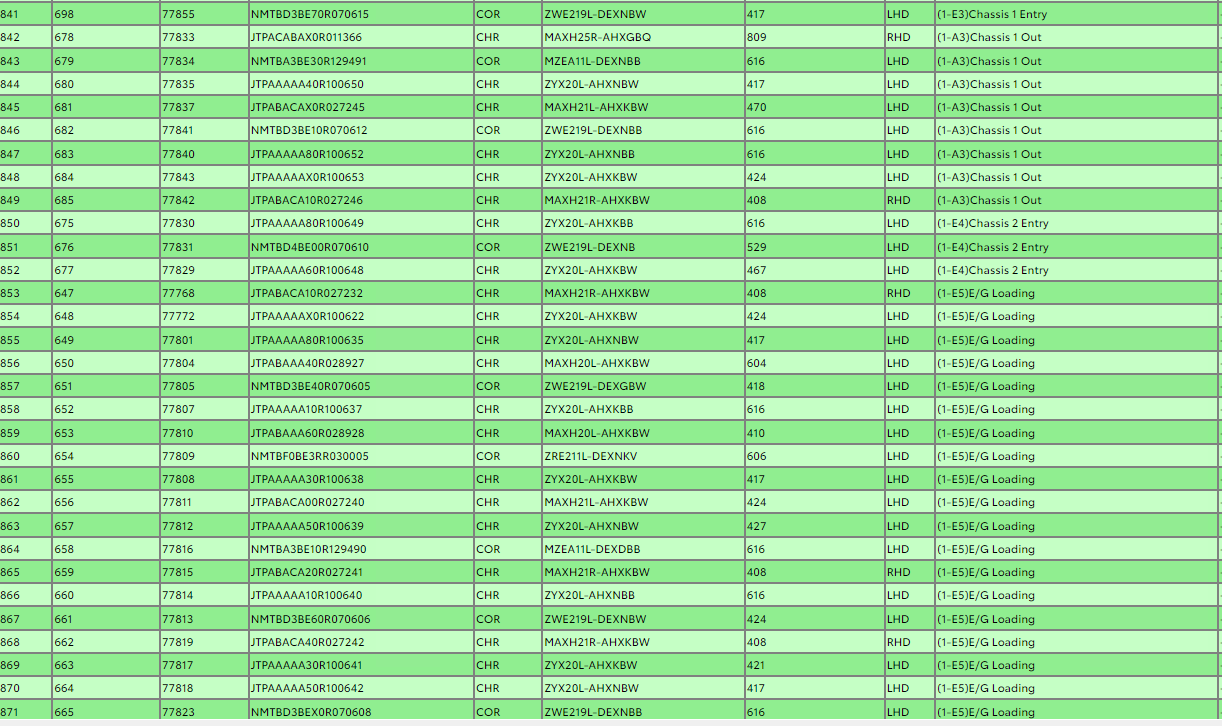 841 698 77855 NMTBD3BE70R070615 COR ZWE219L-DEXNBW 417 LHD (1-E3)Chassis 1 Entry
842 678 77833 JTPACABAX0R011366 CHR MAXH25R-AHXGBQ 809 RHD (1-A3)Chassis 1 Out
843 679 77834 NMTBA3BE30R129491 COR MZEA11L-DEXNBB 616 LHD (1-A3)Chassis 1 Out
844 680 77835 JTPAAAAA40R100650 CHR ZYX20L-AHXNBW 417 LHD (1-A3)Chassis 1 Out
845 681 77837 JTPABACAX0R027245 CHR MAXH21L-AHXKBW 470 LHD (1-A3)Chassis 1 Out
846 682 77841 NMTBD3BE10R070612 COR ZWE219L-DEXNBB 616 LHD (1-A3)Chassis 1 Out
847 683 77840 JTPAAAAA80R100652 CHR ZYX20L-AHXNBB 616 LHD (1-A3)Chassis 1 Out
848 684 77843 JTPAAAAAX0R100653 CHR ZYX20L-AHXKBW 424 LHD (1-A3)Chassis 1 Out
849 685 77842 JTPABACA10R027246 CHR MAXH21R-AHXKBW 408 RHD (1-A3)Chassis 1 Out
850 675 77830 JTPAAAAA80R100649 CHR ZYX20L-AHXKBB 616 LHD (1-E4)Chassis 2 Entry
851 676 77831 NMTBD4BE00R070610 COR ZWE219L-DEXNB 529 LHD (1-E4)Chassis 2 Entry
852 677 77829 JTPAAAAA60R100648 CHR ZYX20L-AHXKBW 467 LHD (1-E4)Chassis 2 Entry
853 647 77768 JTPABACA10R027232 CHR MAXH21R-AHXKBW 408 RHD (1-E5)E/G Loading
854 648 77772 JTPAAAAAX0R100622 CHR ZYX20L-AHXKBW 424 LHD (1-E5)E/G Loading
855 649 77801 JTPAAAAA80R100635 CHR ZYX20L-AHXNBW 417 LHD (1-E5)E/G Loading
856 650 77804 JTPABAAA40R028927 CHR MAXH20L-AHXKBW 604 LHD (1-E5)E/G Loading
857 651 77805 NMTBD3BE40R070605 COR ZWE219L-DEXGBW 418 LHD (1-E5)E/G Loading
858 652 77807 JTPAAAAA10R100637 CHR ZYX20L-AHXKBB 616 LHD (1-E5)E/G Loading
859 653 77810 JTPABAAA60R028928 CHR MAXH20L-AHXKBW 410 LHD (1-E5)E/G Loading
860 654 77809 NMTBF0BE3RR030005 COR ZRE211L-DEXNKV 606 LHD (1-E5)E/G Loading
861 655 77808 JTPAAAAA30R100638 CHR ZYX20L-AHXKBW 417 LHD (1-E5)E/G Loading
862 656 77811 JTPABACA00R027240 CHR MAXH21L-AHXKBW 424 LHD (1-E5)E/G Loading
863 657 77812 JTPAAAAA50R100639 CHR ZYX20L-AHXNBW 427 LHD (1-E5)E/G Loading
864 658 77816 NMTBA3BE10R129490 COR MZEA11L-DEXDBB 616 LHD (1-E5)E/G Loading
865 659 77815 JTPABACA20R027241 CHR MAXH21R-AHXKBW 408 RHD (1-E5)E/G Loading
866 660 77814 JTPAAAAA10R100640 CHR ZYX20L-AHXNBB 616 LHD (1-E5)E/G Loading
867 661 77813 NMTBD3BE60R070606 COR ZWE219L-DEXNBW 424 LHD (1-E5)E/G Loading
868 662 77819 JTPABACA40R027242 CHR MAXH21R-AHXKBW 408 RHD (1-E5)E/G Loading
869 663 77817 JTPAAAAA30R100641 CHR ZYX20L-AHXKBW 421 LHD (1-E5)E/G Loading
870 664 77818 JTPAAAAA50R100642 CHR ZYX20L-AHXNBW 417 LHD (1-E5)E/G Loading
871 665 77823 NMTBD3BEX0R070608 COR ZWE219L-DEXNBB 616 LHD (1-E5)E/G Loading